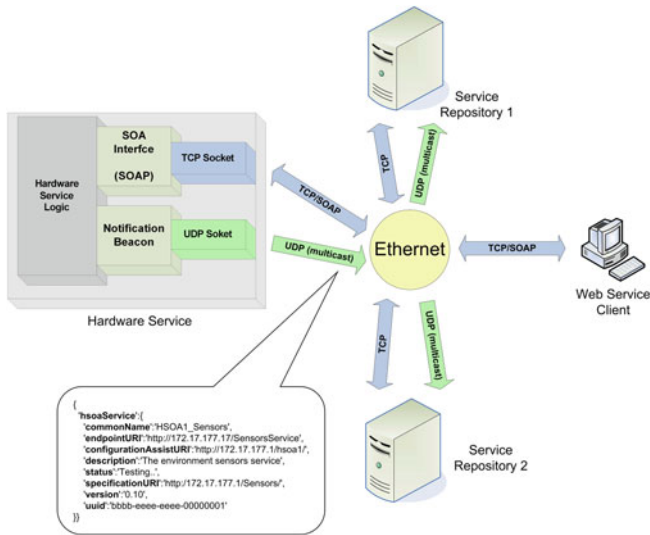 Service
Repository 1
SOA
Interfce
(SOAP)
TCP Socket
Hardware
Service
Logic
Notification
Beacon
UDP Soket
Hardware Service
TCP
UDP (multicast)
TCP/SOAP
UDP (multicast)
Ethernet
TCP/SOAP
Web Service
Client
TCP
UDP (multicast)
Service
Repository 2
{
'hsoaService':{
'commonName':'HSOA1_Sensors',
'endpointURI':'http://172.17.177.17/SensorsService',
'configurationAssistURI':'http://172.17.177.1/hsoa1/',
'description':'The environment sensors service',
'status':'Testing..',
'specificationURI':'http:/172.17.177.1/Sensors/',
'version':'0.10',
'uuid':'bbbb-eeee-eeee-00000001'
}}